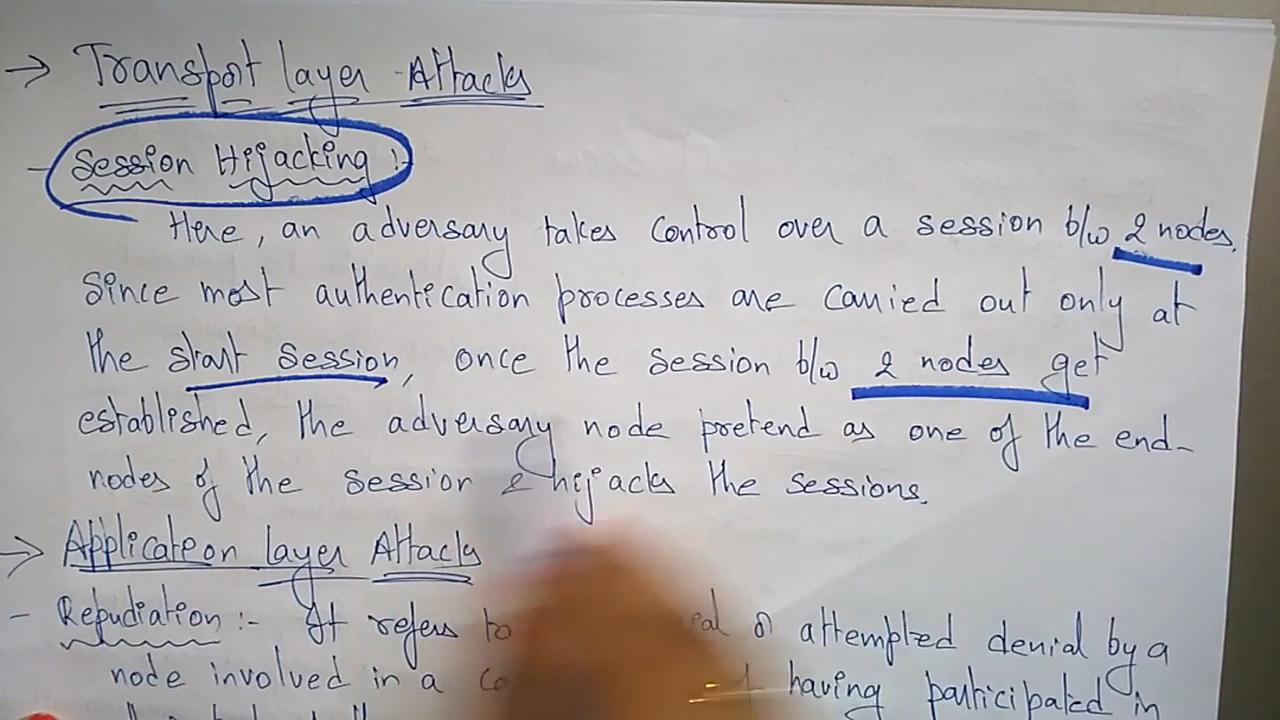 → Transport layer Attacks
- Session Hijacking :-
Here, an adversary takes control over a session b/w 2 nodes.
Since most authentication processes are carried out only at
the start session, once the session b/w 2 nodes get
established, the adversary node pretend as one of the end-
nodes of the session & hijacks the sessions.
→ Application layer Attacks
- Repudiation :- It refers to or attempted denial by a
node involved in a having participated in